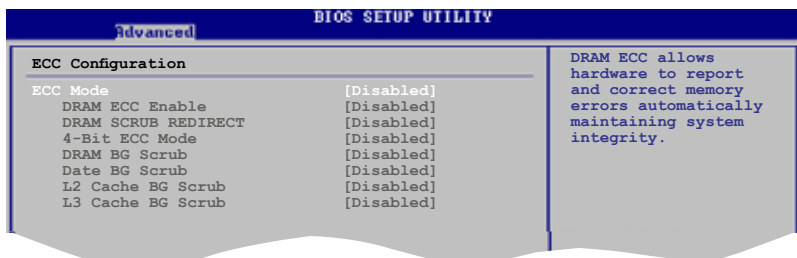 BIOS SETUP UTILITY
Advanced
ECC Configuration
ECC Mode [Disabled]
DRAM ECC Enable [Disabled]
DRAM SCRUB REDIRECT [Disabled]
4-Bit ECC Mode [Disabled]
DRAM BG Scrub [Disabled]
Date BG Scrub [Disabled]
L2 Cache BG Scrub [Disabled]
L3 Cache BG Scrub [Disabled]
DRAM ECC allows
hardware to report
and correct memory
errors automatically
maintaining system
integrity.